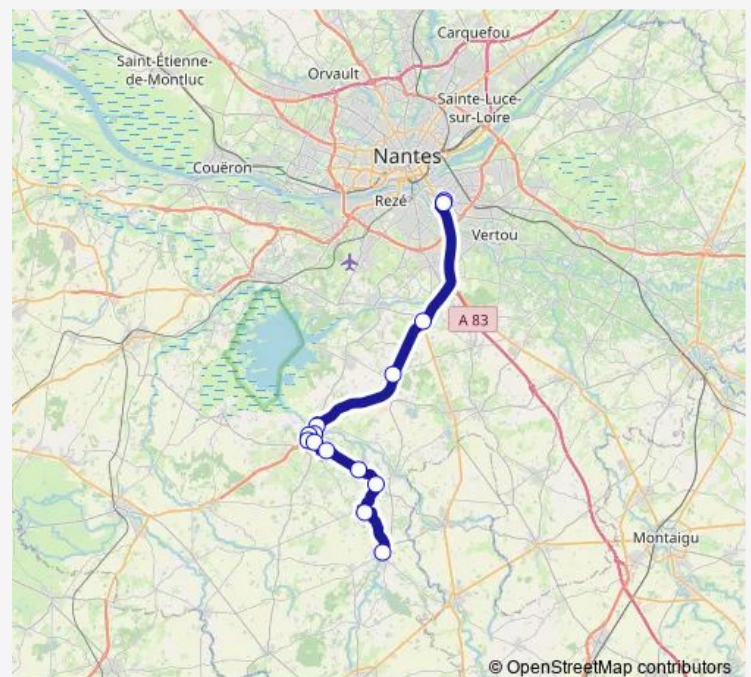 Carquefou
Saint-Étienne-
de-Montluc
Orvault
Sainte-Luce-
sur-Loire
Nantes
Couëron
Rezé
Vertou
A 83
Montaigu
© OpenStreetMap contributors